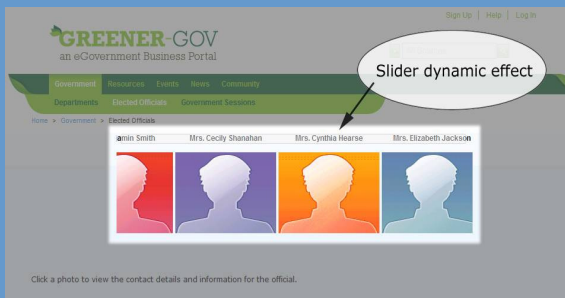 Sign Up | Help | Log In
GREENER-GOV
an eGovernment Business Portal
Slider dynamic effect
Government Resources Events News Community
Departments Elected Officials Government Sessions
Home > Government > Elected Officials
amin Smith Mrs. Cecily Shanahan Mrs. Cynthia Hearse Mrs. Elizabeth Jackson
Click a photo to view the contact details and information for the official.